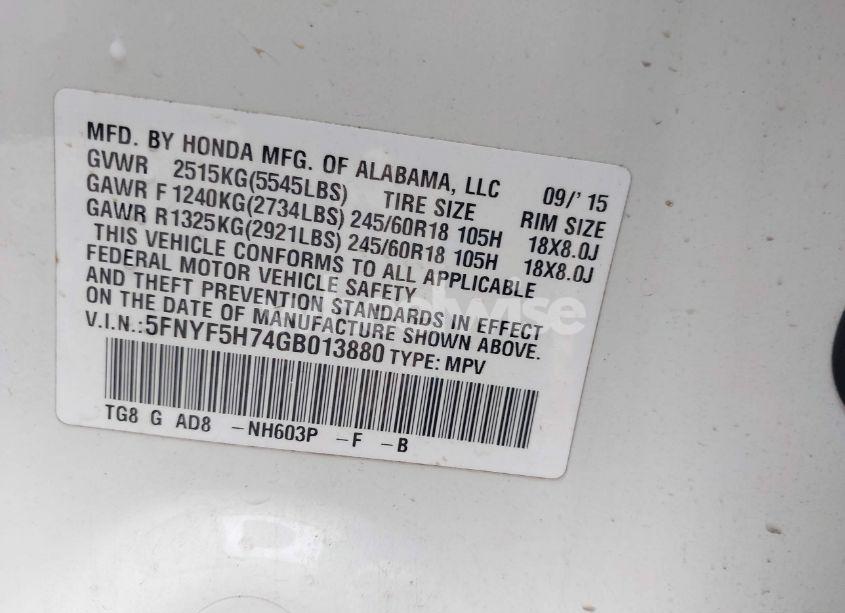 MFD. BY HONDA MFG. OF ALABAMA, LLC 09/' 15
GVWR 2515KG(5545LBS) TIRE SIZE RIM SIZE
GAWR F 1240KG(2734LBS) 245/60R18 105H 18X8.0J
GAWR R1325KG(2921LBS) 245/60R18 105H 18X8.0J
THIS VEHICLE CONFORMS TO ALL APPLICABLE
FEDERAL MOTOR VEHICLE SAFETY
AND THEFT PREVENTION STANDARDS IN EFFECT
ON THE DATE OF MANUFACTURE SHOWN ABOVE.
V.I.N.:5FNYF5H74GB013880 TYPE: MPV
TG8 G AD8 -NH603P -F -B